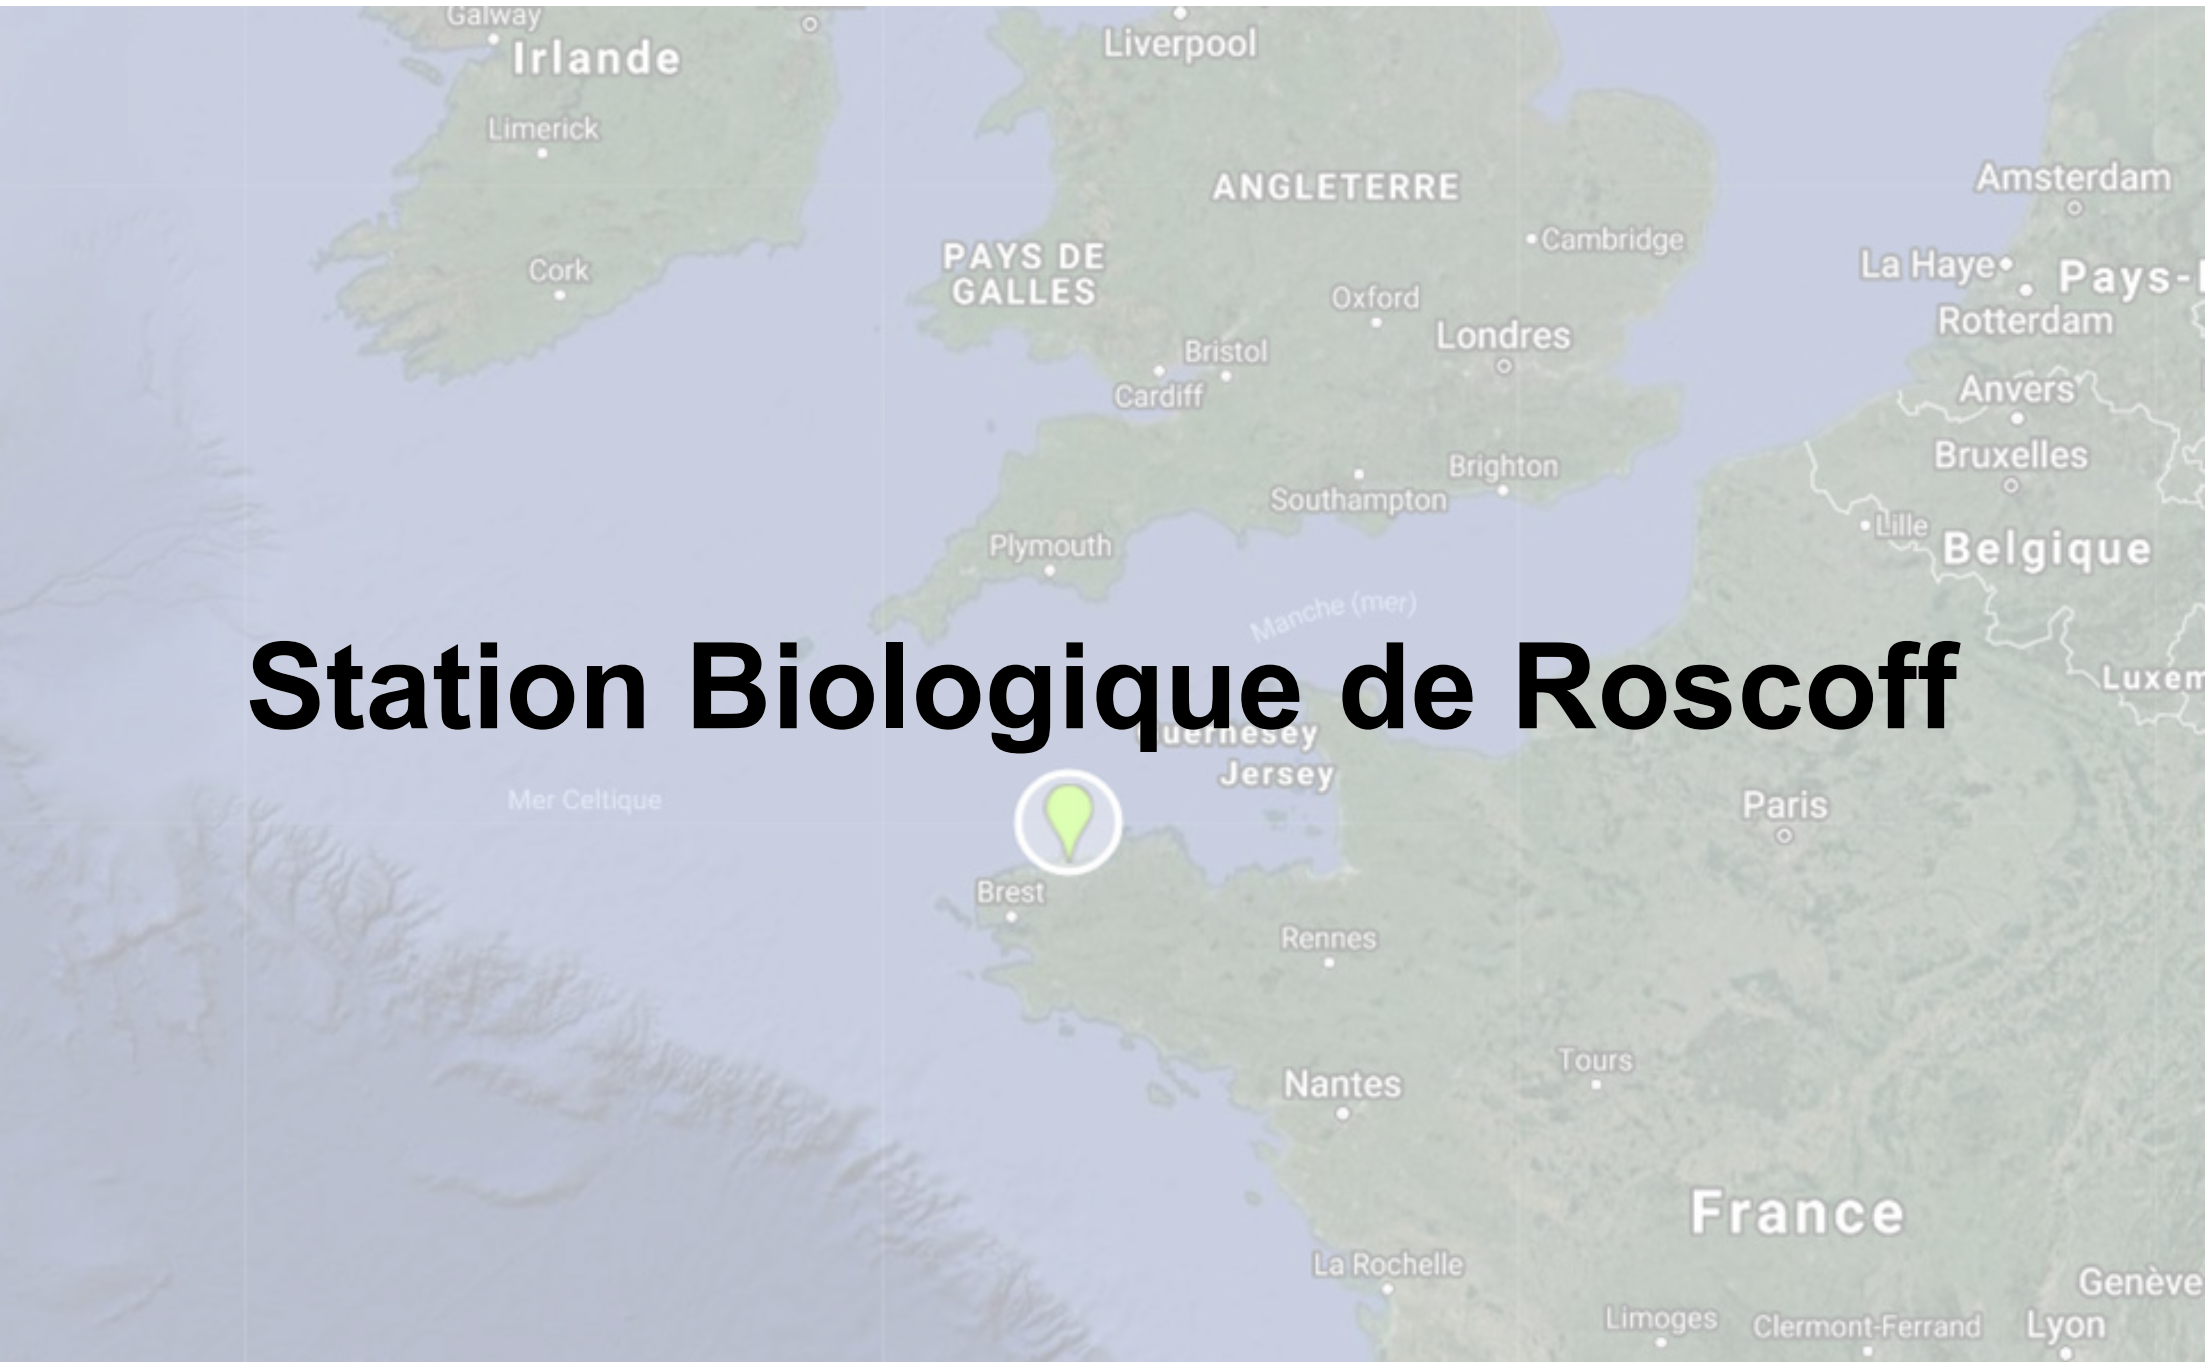 Galway
Irlande
Liverpool
Limerick
ANGLETERRE
Amsterdam
Cambridge
PAYS DE
GALLES
La Haye
Cork
Oxford
Rotterdam
Londres
Bristol
Cardiff
Anvers
Bruxelles
Brighton
Southampton
Lille
Plymouth
Belgique
Manche (mer)
Station Biologique de Roscoff
Jersey
Mer Celtique
Paris
Brest
Rennes
Tours
Nantes
France
La Rochelle
Genève
Limoges
Clermont-Ferrand
Lyon